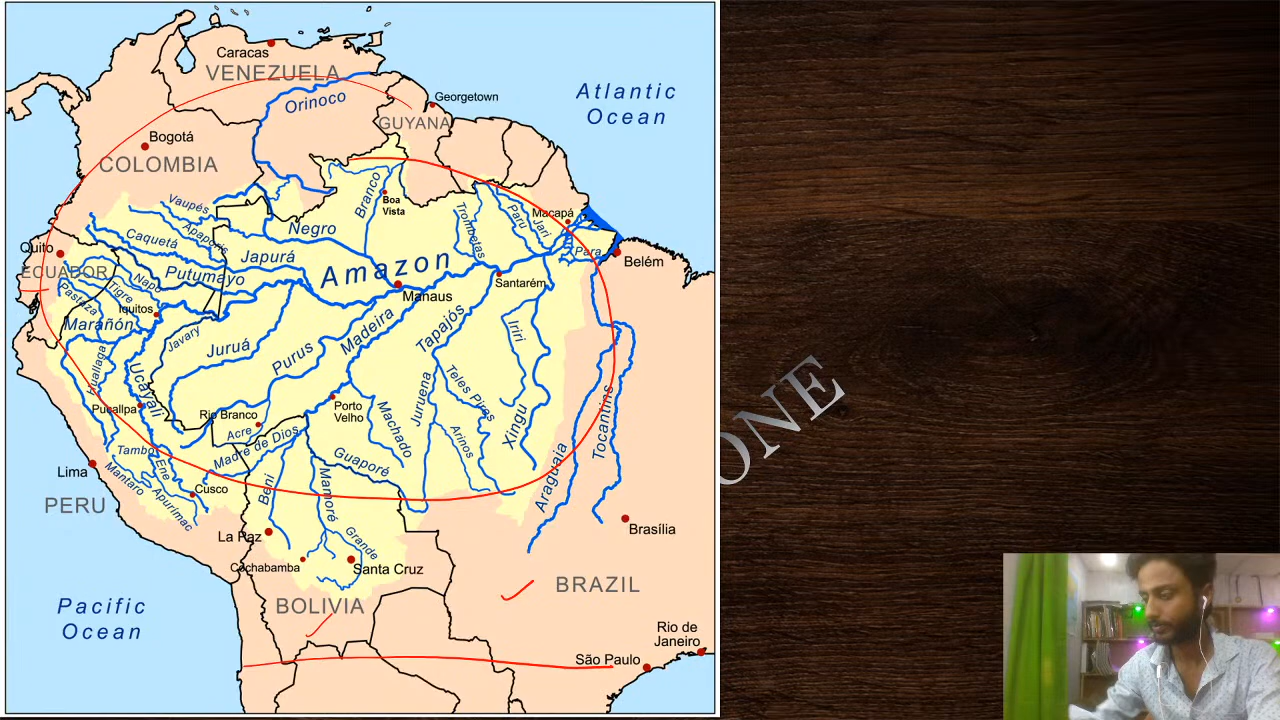 Caracas
VENEZUELA
Orinoco
Atlantic
Ocean
Georgetown
GUYANA
Bogotá
COLOMBIA
Vaupés
Branco
Boa
Vista
Trombetas
Paru
Jari
Macapá
Quito
Caquetá
Apaporis
Negro
Japurá
Amazon
Para
Belém
ECUADOR
Putumayo
Napo
Tigre
Pastaza
Iquitos
Manaus
Santarém
Marañón
Javary
Juruá
Purus
Madeira
Tapajós
Iriri
Huallaga
Ucayali
Pucallpa
Rio Branco
Acre
Porto
Velho
Juruena
Teles Pires
Xingu
Tocantins
Machado
Arinos
Madre de Dios
Guaporé
Tambo
Ene
Lima
Mantaro
Apurímac
Cusco
Beni
Mamoré
Araguaia
PERU
La Paz
Grande
Brasília
Cochabamba
Santa Cruz
BOLIVIA
BRAZIL
Pacific
Ocean
Rio de
Janeiro
São Paulo
ONE